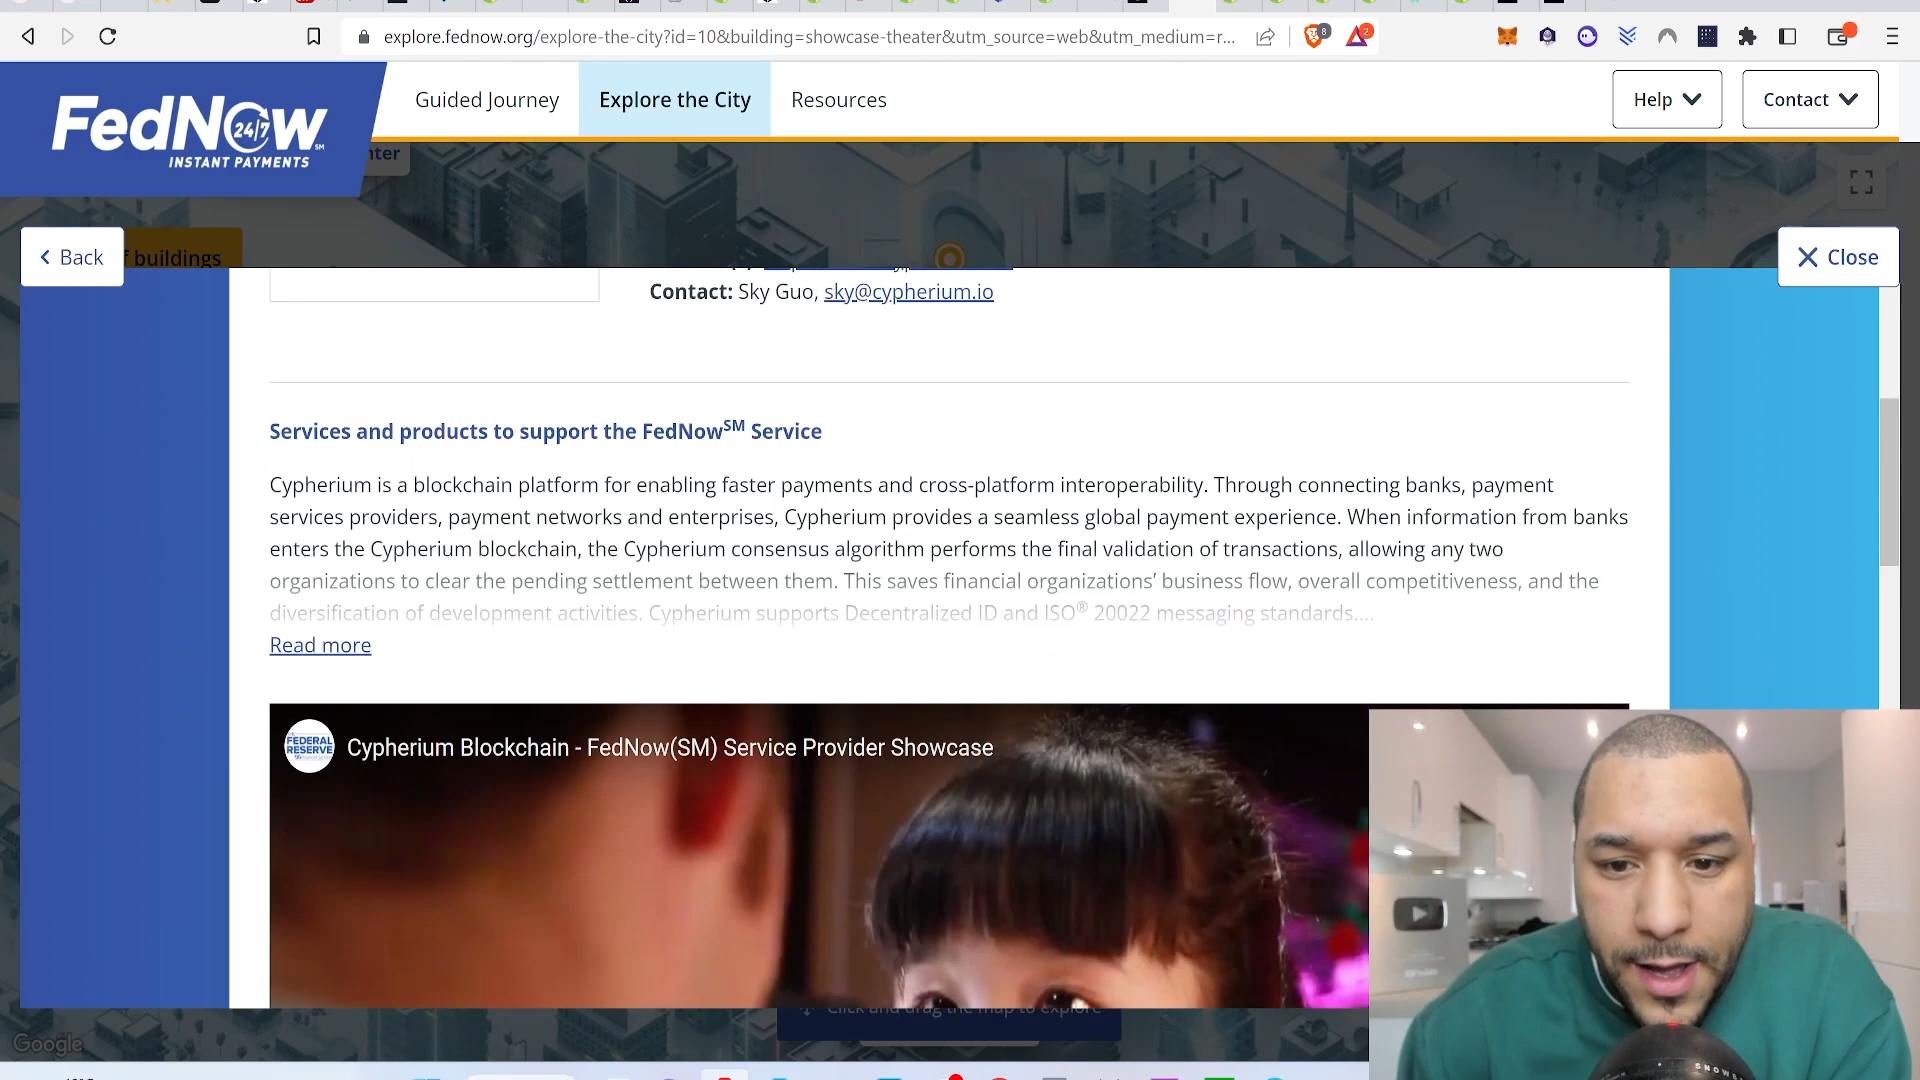 explore.fednow.org/explore-the-city?id=10&building=showcase-theater&utm_source=web&utm_medium=r...
8
2
FedNow
24/7
SM
INSTANT PAYMENTS
Guided Journey
Explore the City
Resources
Help
Contact
nter
Back
f buildings
Close
Contact: Sky Guo, sky@cypherium.io
Services and products to support the FedNowSM Service
Cypherium is a blockchain platform for enabling faster payments and cross-platform interoperability. Through connecting banks, payment
services providers, payment networks and enterprises, Cypherium provides a seamless global payment experience. When information from banks
enters the Cypherium blockchain, the Cypherium consensus algorithm performs the final validation of transactions, allowing any two
organizations to clear the pending settlement between them. This saves financial organizations’ business flow, overall competitiveness, and the
diversification of development activities. Cypherium supports Decentralized ID and ISO® 20022 messaging standards....
Read more
FEDERAL
RESERVE
Cypherium Blockchain - FedNow(SM) Service Provider Showcase
Click and drag the map to explore
Google